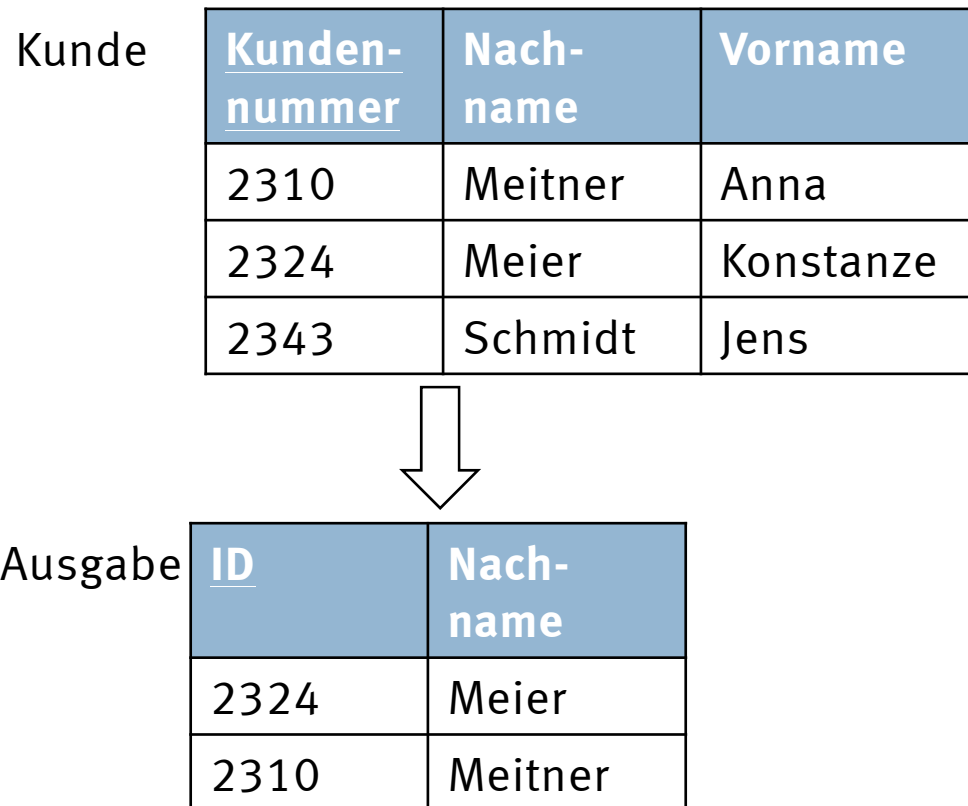 Kunde
Kunden- Nach- Vorname
nummer name
2310 Meitner Anna
2324 Meier Konstanze
2343 Schmidt Jens
Ausgabe ID Nach-
name
2324 Meier
2310 Meitner